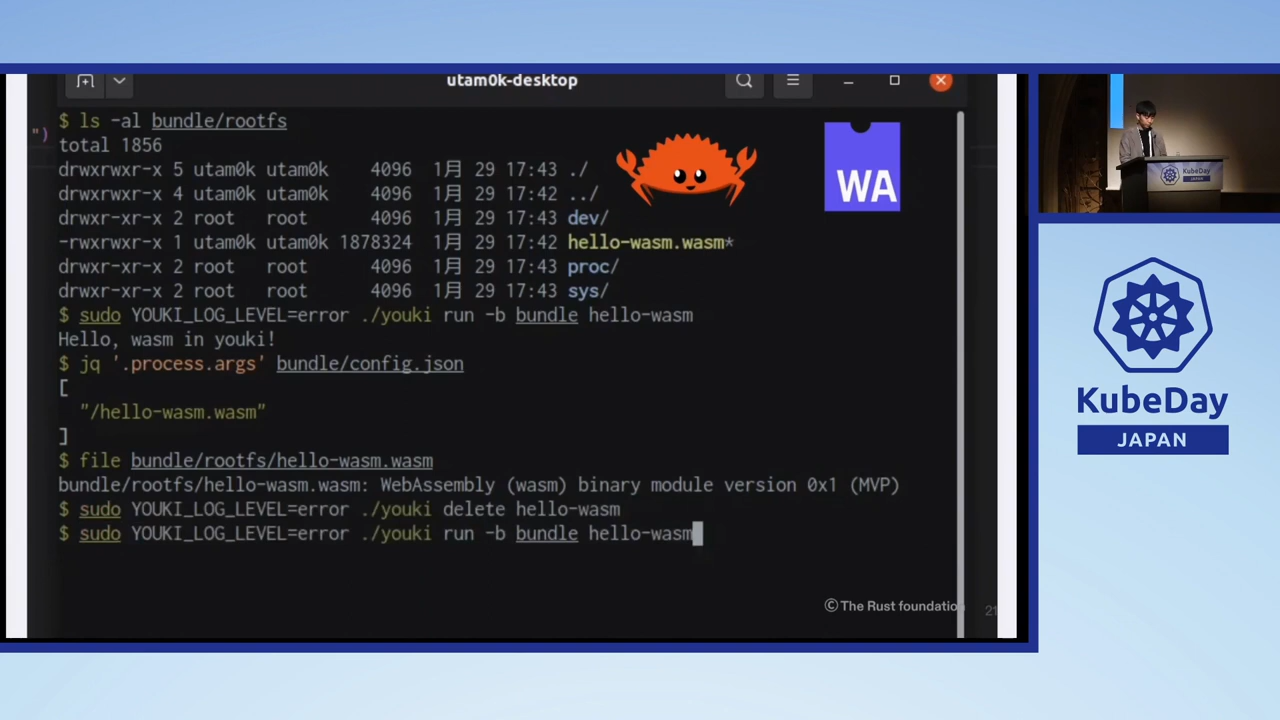 utam0k-desktop
")
$ ls -al bundle/rootfs
total 1856
drwxrwxr-x 5 utam0k utam0k 4096 1月 29 17:43 ./
drwxrwxr-x 4 utam0k utam0k 4096 1月 29 17:42 ../
drwxr-xr-x 2 root root 4096 1月 29 17:43 dev/
-rwxrwxr-x 1 utam0k utam0k 1878324 1月 29 17:42 hello-wasm.wasm*
drwxr-xr-x 2 root root 4096 1月 29 17:43 proc/
drwxr-xr-x 2 root root 4096 1月 29 17:43 sys/
$ sudo YOUKI_LOG_LEVEL=error ./youki run -b bundle hello-wasm
Hello, wasm in youki!
$ jq '.process.args' bundle/config.json
[
"/hello-wasm.wasm"
]
$ file bundle/rootfs/hello-wasm.wasm
bundle/rootfs/hello-wasm.wasm: WebAssembly (wasm) binary module version 0x1 (MVP)
$ sudo YOUKI_LOG_LEVEL=error ./youki delete hello-wasm
$ sudo YOUKI_LOG_LEVEL=error ./youki run -b bundle hello-wasm
WA
© The Rust foundation
21
KubeDay
JAPAN
KubeDay
JAPAN